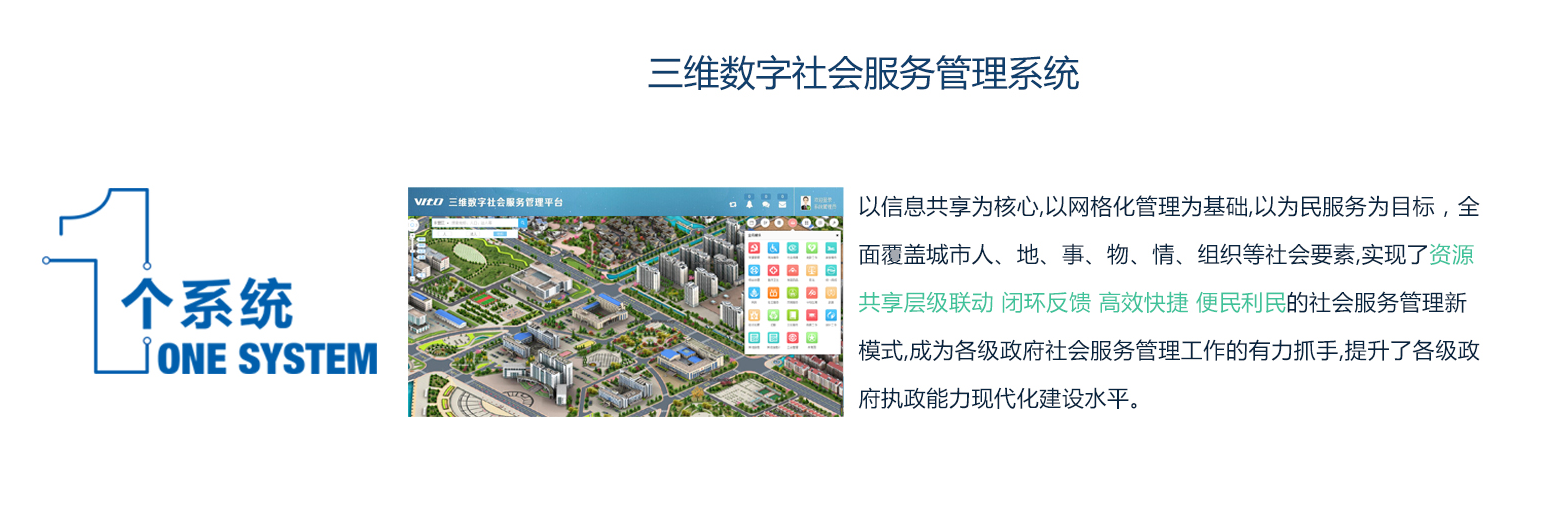 三维数字社会服务管理系统
1个系统
ONE SYSTEM
三维数字社会服务管理平台
以信息共享为核心,以网格化管理为基础,以为民服务为目标，全
面覆盖城市人、地、事、物、情、组织等社会要素,实现了资源
共享层级联动 闭环反馈 高效快捷 便民利民的社会服务管理新
模式,成为各级政府社会服务管理工作的有力抓手,提升了各级政
府执政能力现代化建设水平。